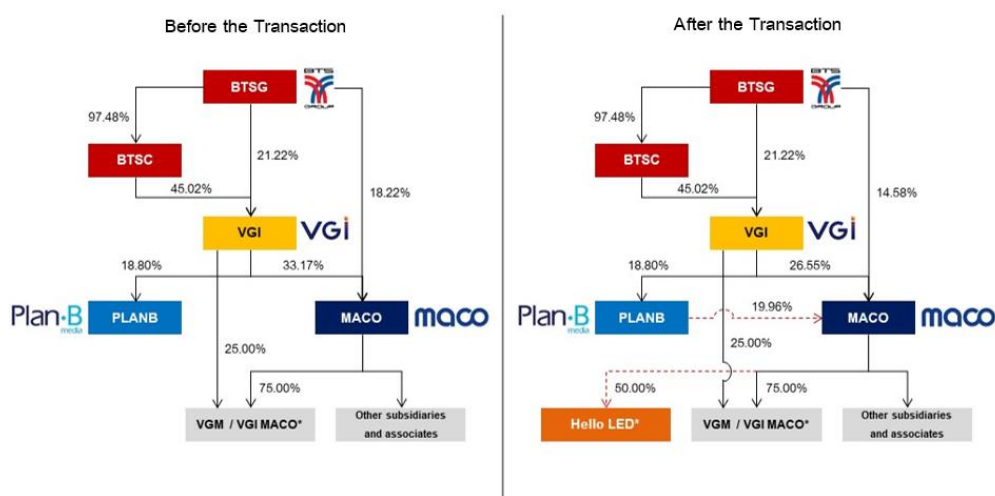 Before the Transaction
BTSG
BTS
GROUP
97.48%
21.22%
BTSC
45.02%
18.22%
VGI
VGI
18.80%
33.17%
Plan·B
media
PLANB
MACO
maco
25.00%
75.00%
VGM / VGI MACO*
Other subsidiaries
and associates
After the Transaction
BTSG
BTS
GROUP
97.48%
21.22%
BTSC
45.02%
14.58%
VGI
VGI
18.80%
26.55%
Plan·B
media
PLANB
19.96%
MACO
maco
25.00%
50.00%
75.00%
Hello LED*
VGM / VGI MACO*
Other subsidiaries
and associates